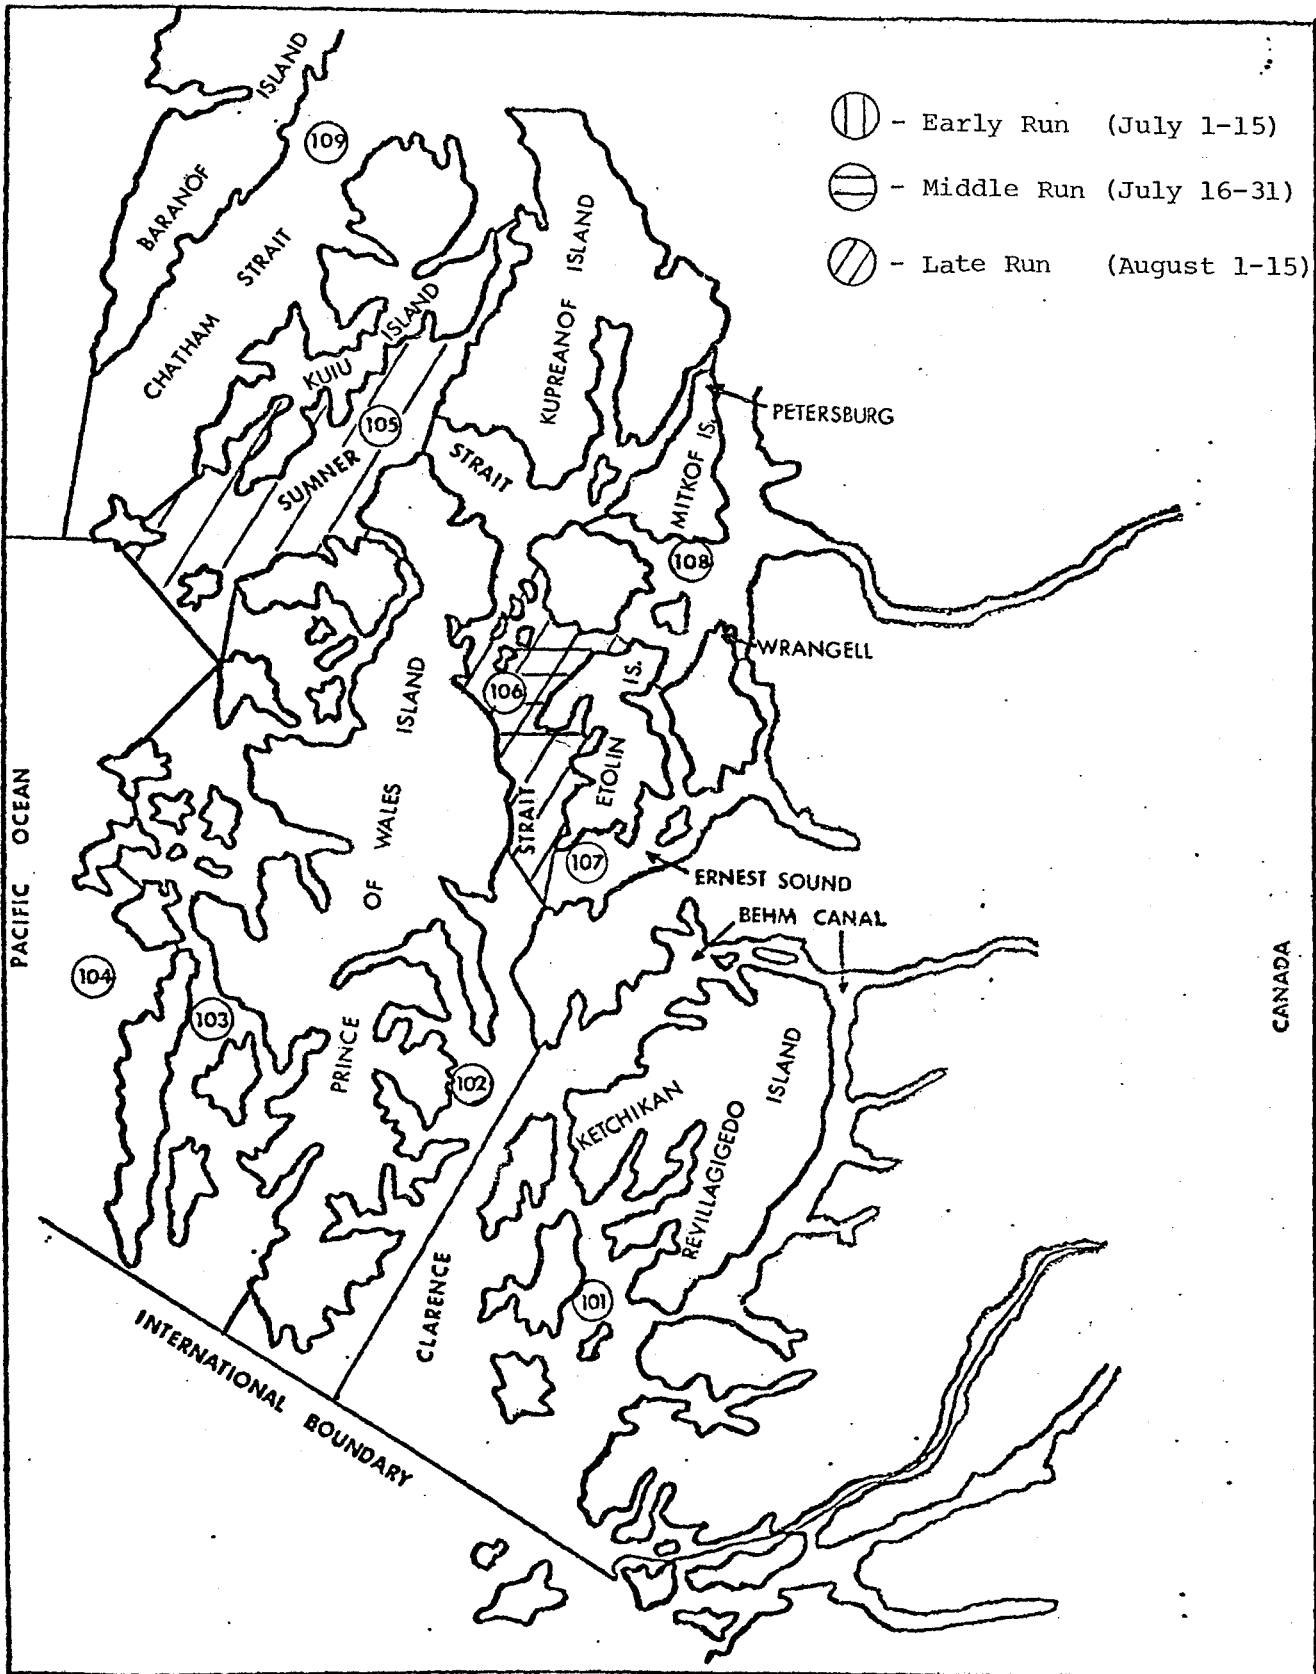 - Early Run (July 1-15)
- Middle Run (July 16-31)
- Late Run (August 1-15)
ISLAND
BARANOF
109
CHATHAM STRAIT
KUIU ISLAND
KUPREANOF ISLAND
105
SUMNER STRAIT
PETERSBURG
MITKOF IS.
108
WRANGELL
106
ETOLIN IS.
STRAIT
107
ERNEST SOUND
BEHM CANAL
PACIFIC OCEAN
CANADA
PRINCE OF WALES ISLAND
104
103
102
KETCHIKAN
REVILLAGIGEDO ISLAND
101
CLARENCE
INTERNATIONAL BOUNDARY